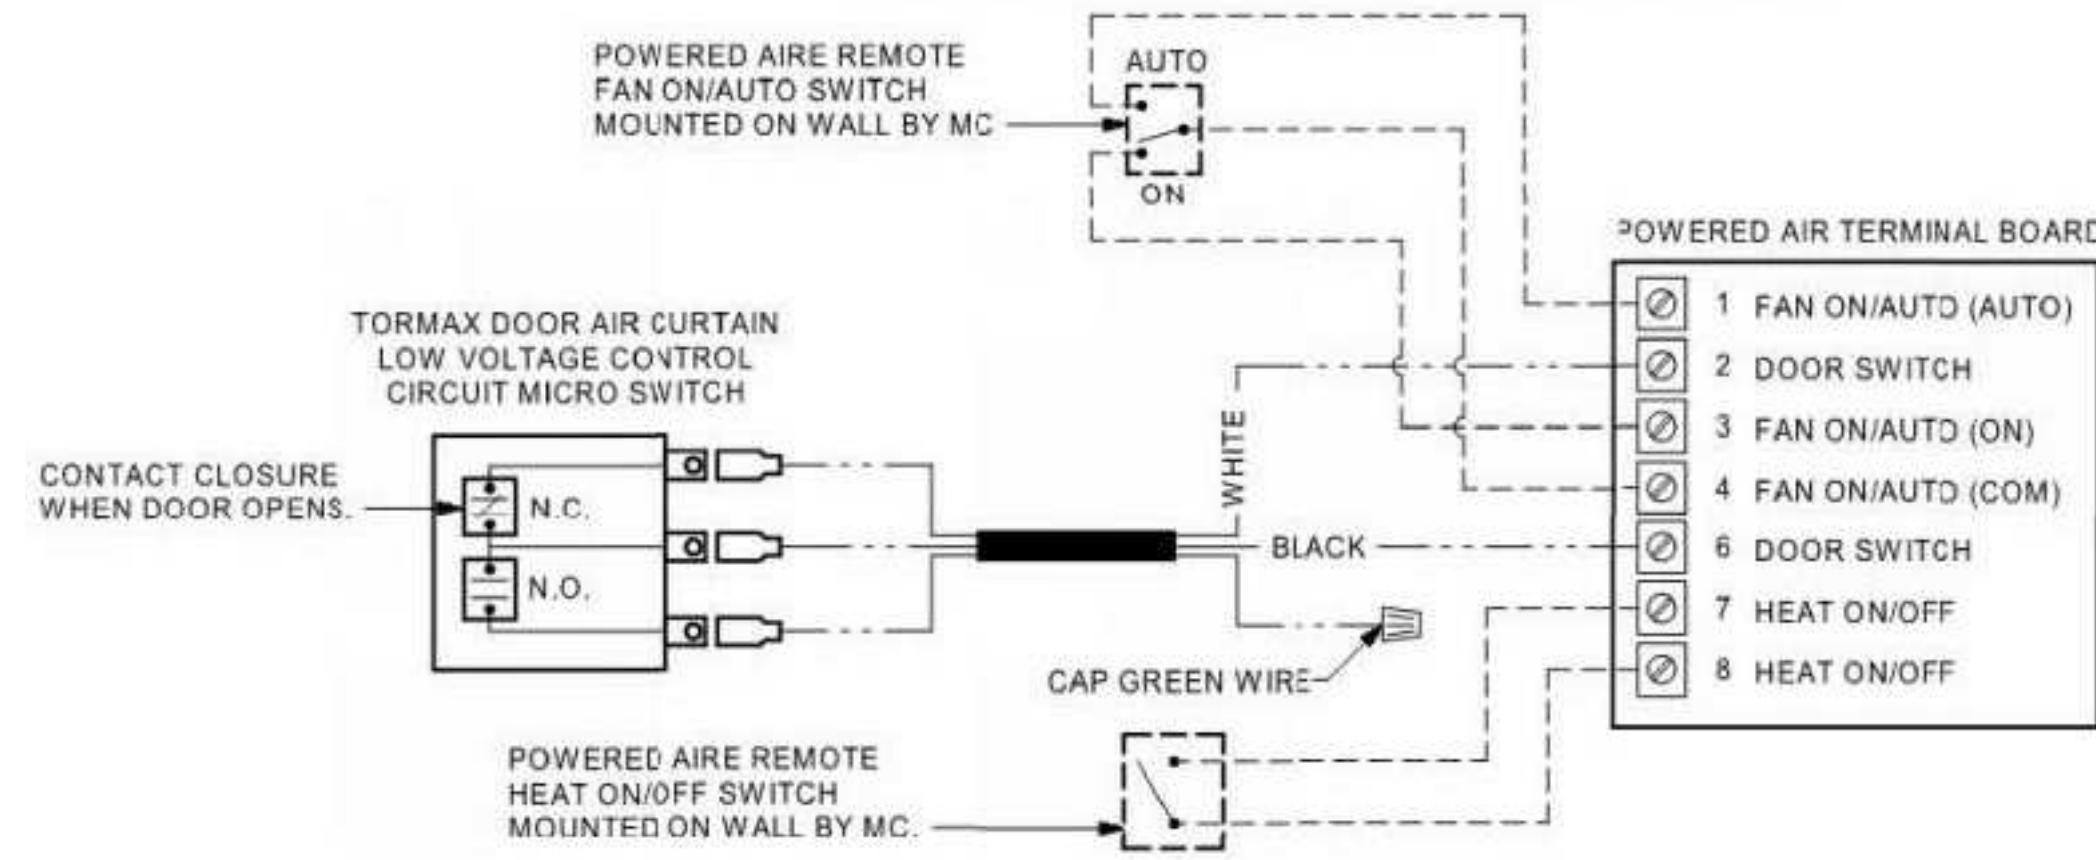 POWERED AIRE REMOTE
FAN ON/AUTO SWITCH
MOUNTED ON WALL BY MC
AUTO
ON
POWERED AIR TERMINAL BOARD
1 FAN ON/AUTO (AUTO)
2 DOOR SWITCH
3 FAN ON/AUTO (ON)
4 FAN ON/AUTO (COM)
6 DOOR SWITCH
7 HEAT ON/OFF
8 HEAT ON/OFF
TORMAX DOOR AIR CURTAIN
LOW VOLTAGE CONTROL
CIRCUIT MICRO SWITCH
CONTACT CLOSURE
WHEN DOOR OPENS.
N.C.
N.O.
WHITE
BLACK
CAP GREEN WIRE
POWERED AIRE REMOTE
HEAT ON/OFF SWITCH
MOUNTED ON WALL BY MC.